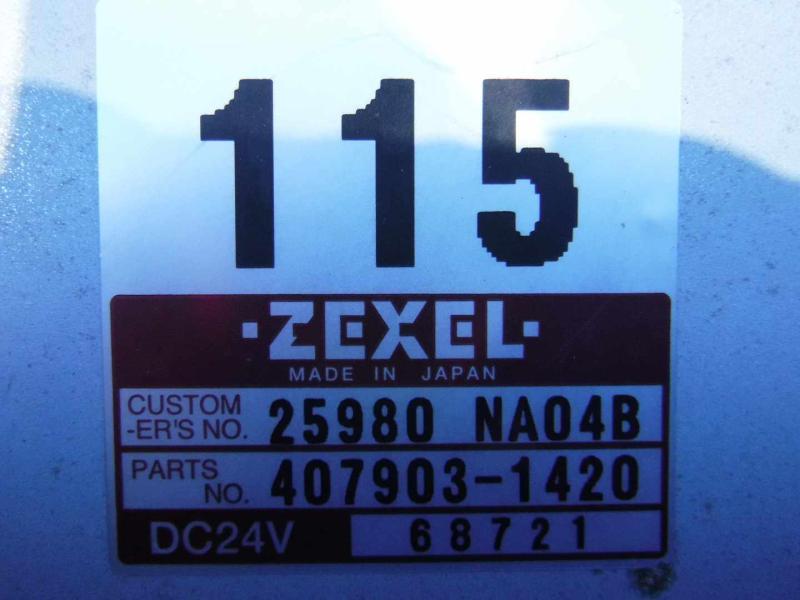 115
·ZEXEL·
MADE IN JAPAN
CUSTOM
-ER'S NO. 25980 NA04B
PARTS
NO. 407903-1420
DC24V 68721